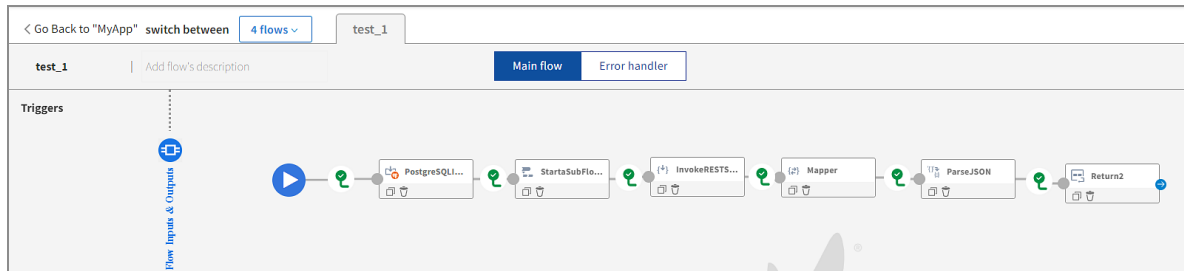 Go Back to "MyApp" switch between 4 flows test_1
test_1 Add flow's description Main flow Error handler
Triggers
Flow Inputs & Outputs
PostgreSQLI... StartaSubFlo... InvokeRESTS... Mapper ParseJSON Return2
®